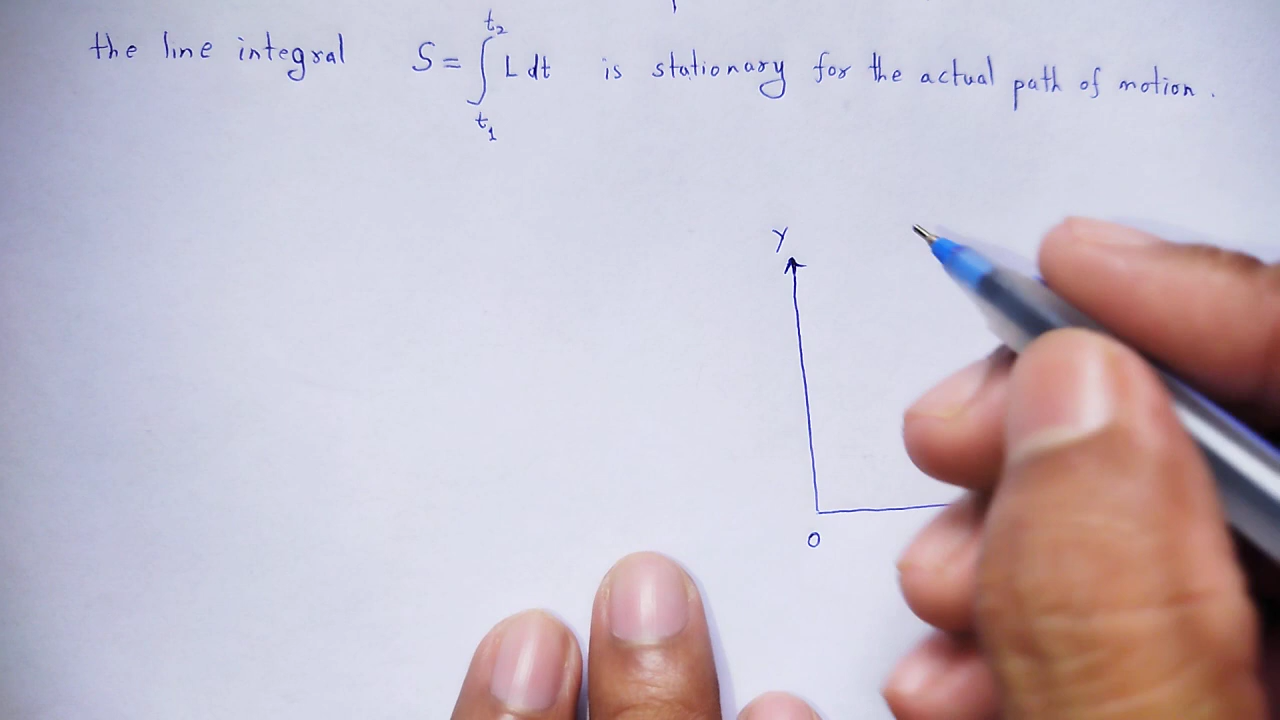 the line integral S = ∫_{t₁}^{t₂} L dt is stationary for the actual path of motion .
Y
O